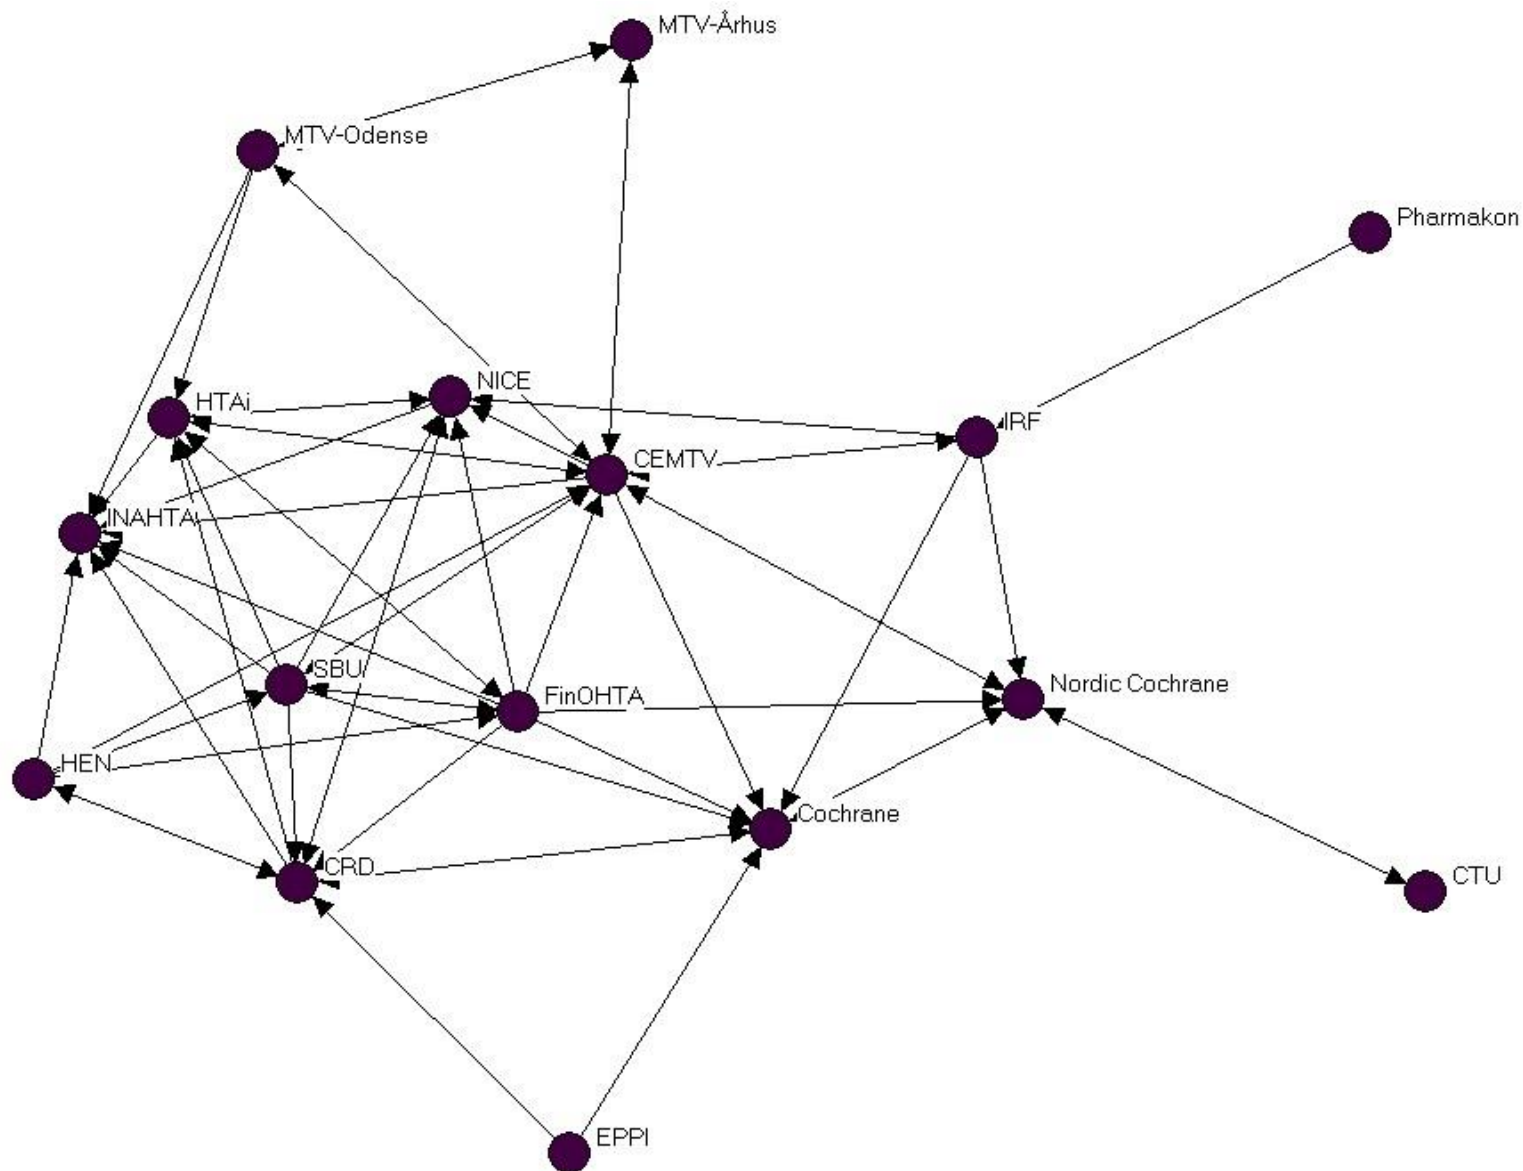 MTV-Århus
MTV-Odense
Pharmakon
NICE
HTAi
IRF
CEMTV
INAHTA
SBU
Nordic Cochrane
FinOHTA
HEN
Cochrane
CRD
CTU
EPPI